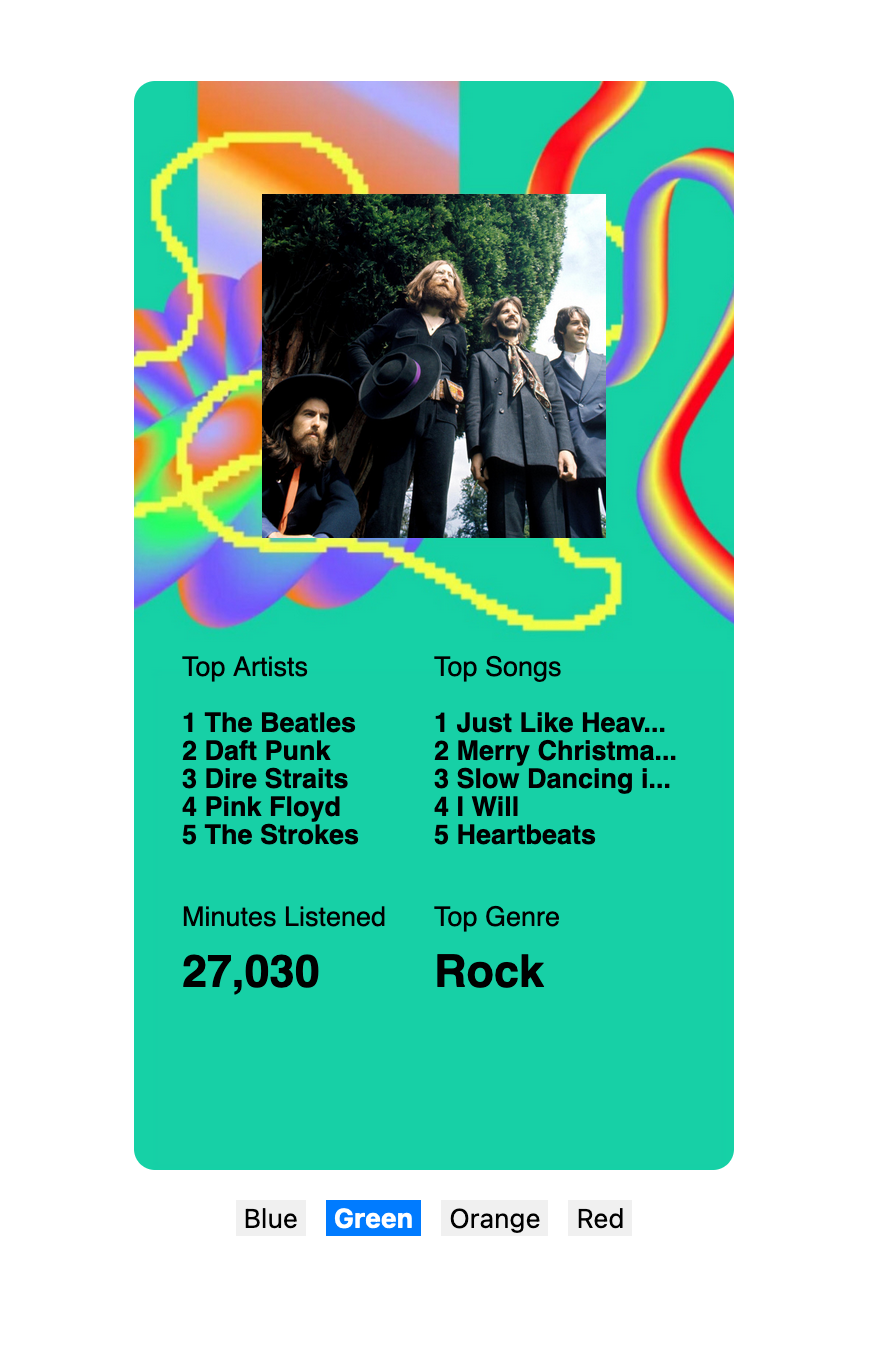 Top Artists
1 The Beatles
2 Daft Punk
3 Dire Straits
4 Pink Floyd
5 The Strokes
Top Songs
1 Just Like Heav...
2 Merry Christma...
3 Slow Dancing i...
4 I Will
5 Heartbeats
Minutes Listened
27,030
Top Genre
Rock
Blue Green Orange Red